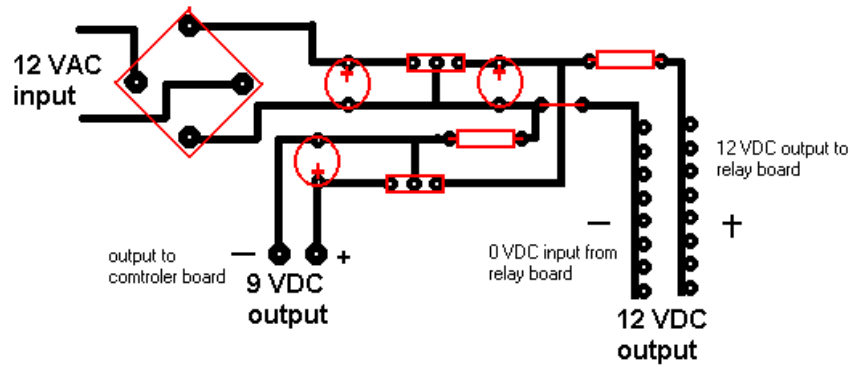 12 VAC
input
12 VDC output to
relay board
0 VDC input from
relay board
output to
comtroler board
9 VDC
output
12 VDC
output